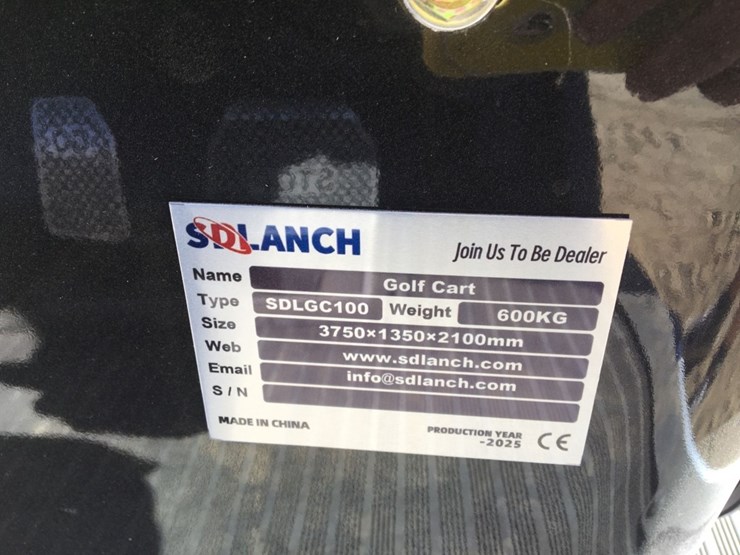 SDLANCH
Join Us To Be Dealer
Name Golf Cart
Type SDLGC100 Weight 600KG
Size 3750×1350×2100mm
Web www.sdlanch.com
Email info@sdlanch.com
S / N
MADE IN CHINA
PRODUCTION YEAR
-2025
CE